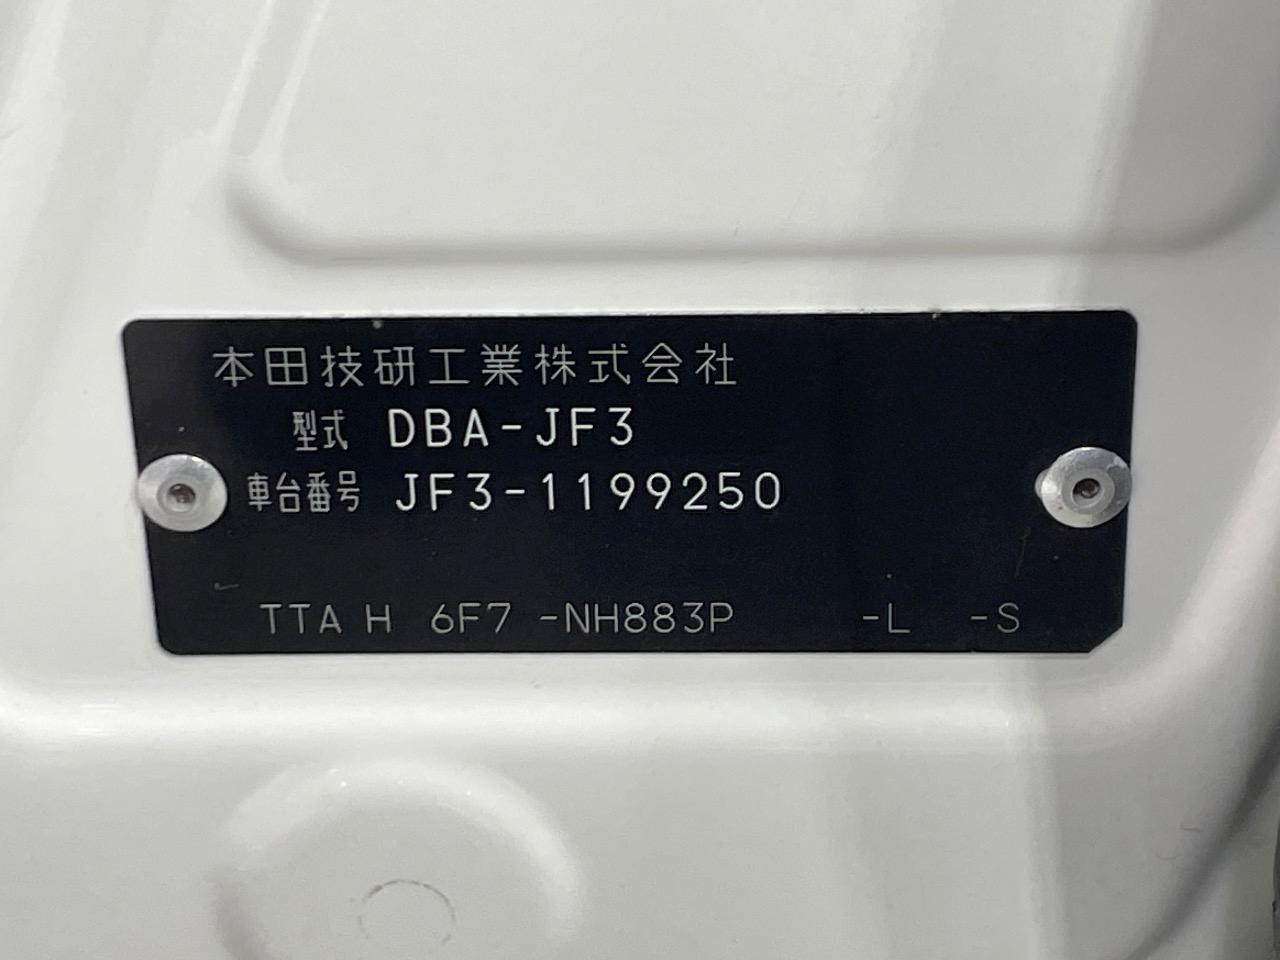 本田技研工業株式会社
型式 DBA-JF3
車台番号 JF3-1199250
TTA H 6F7 -NH883P -L -S